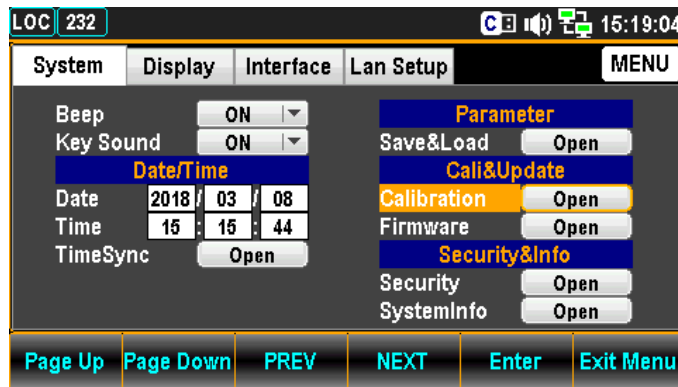 LOC 232 C 15:19:04
System Display Interface Lan Setup MENU
Beep ON
Key Sound ON
Date/Time
Date 2018 / 03 / 08
Time 15 : 15 : 44
TimeSync Open
Parameter
Save&Load Open
Cali&Update
Calibration Open
Firmware Open
Security&Info
Security Open
SystemInfo Open
Page Up Page Down PREV NEXT Enter Exit Menu